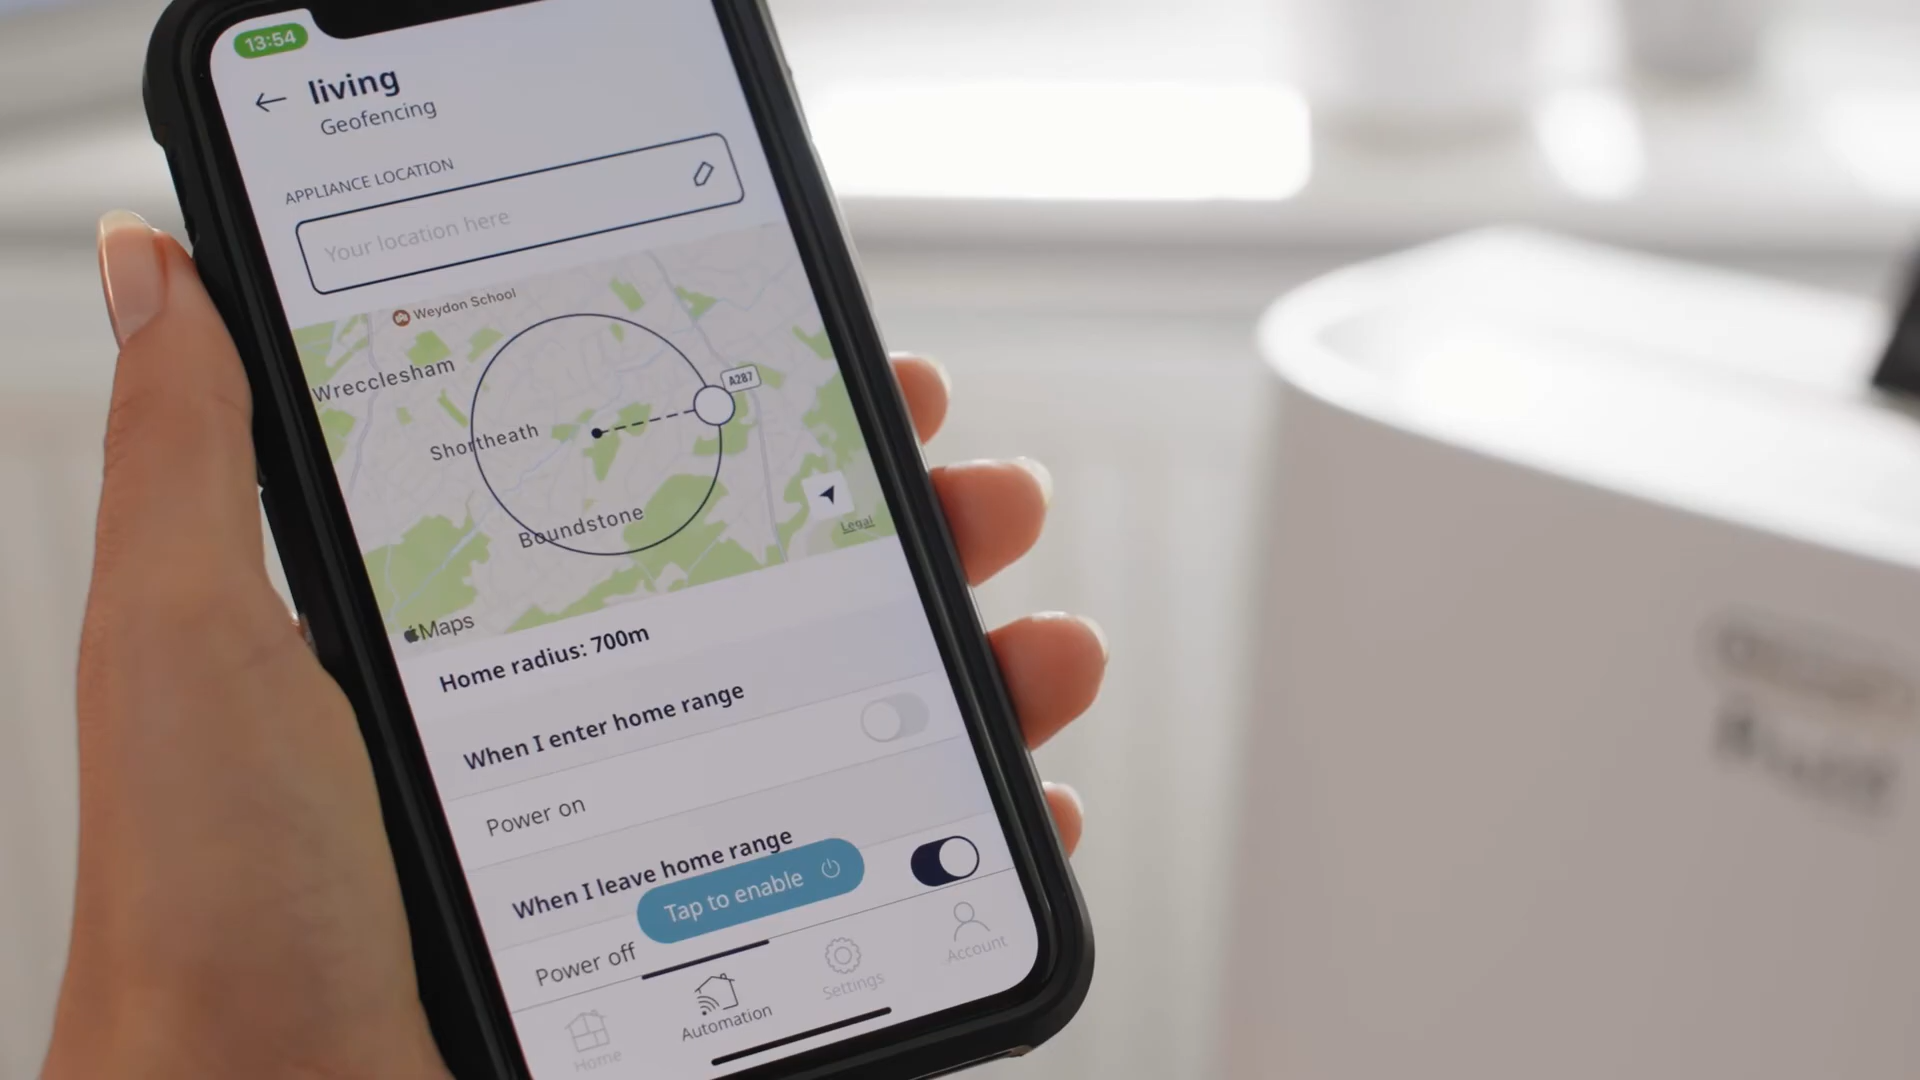 13:54
living
Geofencing
APPLIANCE LOCATION
Your location here
Weydon School
Wrecclesham
A287
Shortheath
Boundstone
Legal
Maps
Home radius: 700m
When I enter home range
Power on
When I leave home range
Tap to enable
Power off
Home
Automation
Settings
Account